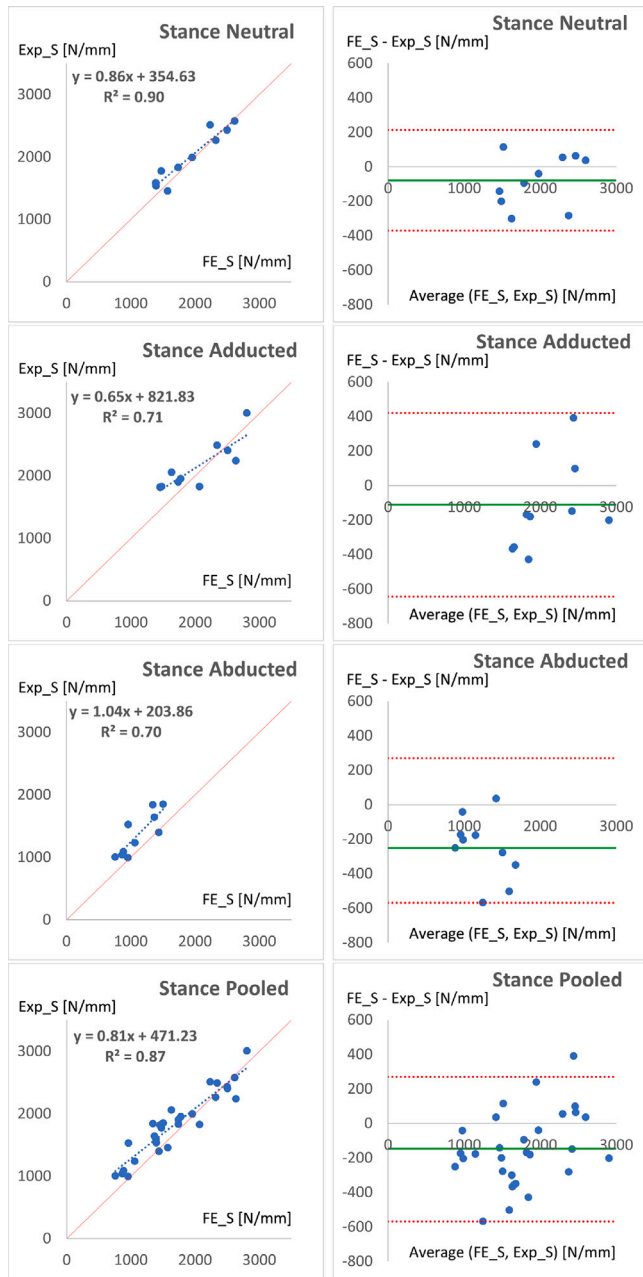 Stance Neutral
Exp_S [N/mm]
y = 0.86x + 354.63
R² = 0.90
3000
2000
1000
0
FE_S [N/mm]
0 1000 2000 3000
Stance Neutral
FE_S - Exp_S [N/mm]
600
400
200
0
-200
-400
-600
-800
0 1000 2000 3000
Average (FE_S, Exp_S) [N/mm]
Stance Adducted
Exp_S [N/mm]
y = 0.65x + 821.83
R² = 0.71
3000
2000
1000
0
FE_S [N/mm]
0 1000 2000 3000
Stance Adducted
FE_S - Exp_S [N/mm]
600
400
200
0
-200
-400
-600
-800
0 1000 2000 3000
Average (FE_S, Exp_S) [N/mm]
Stance Abducted
Exp_S [N/mm]
y = 1.04x + 203.86
R² = 0.70
3000
2000
1000
0
FE_S [N/mm]
0 1000 2000 3000
Stance Abducted
FE_S - Exp_S [N/mm]
600
400
200
0
-200
-400
-600
-800
0 1000 2000 3000
Average (FE_S, Exp_S) [N/mm]
Stance Pooled
Exp_S [N/mm]
y = 0.81x + 471.23
R² = 0.87
3000
2000
1000
0
FE_S [N/mm]
0 1000 2000 3000
Stance Pooled
FE_S - Exp_S [N/mm]
600
400
200
0
-200
-400
-600
-800
0 1000 2000 3000
Average (FE_S, Exp_S) [N/mm]